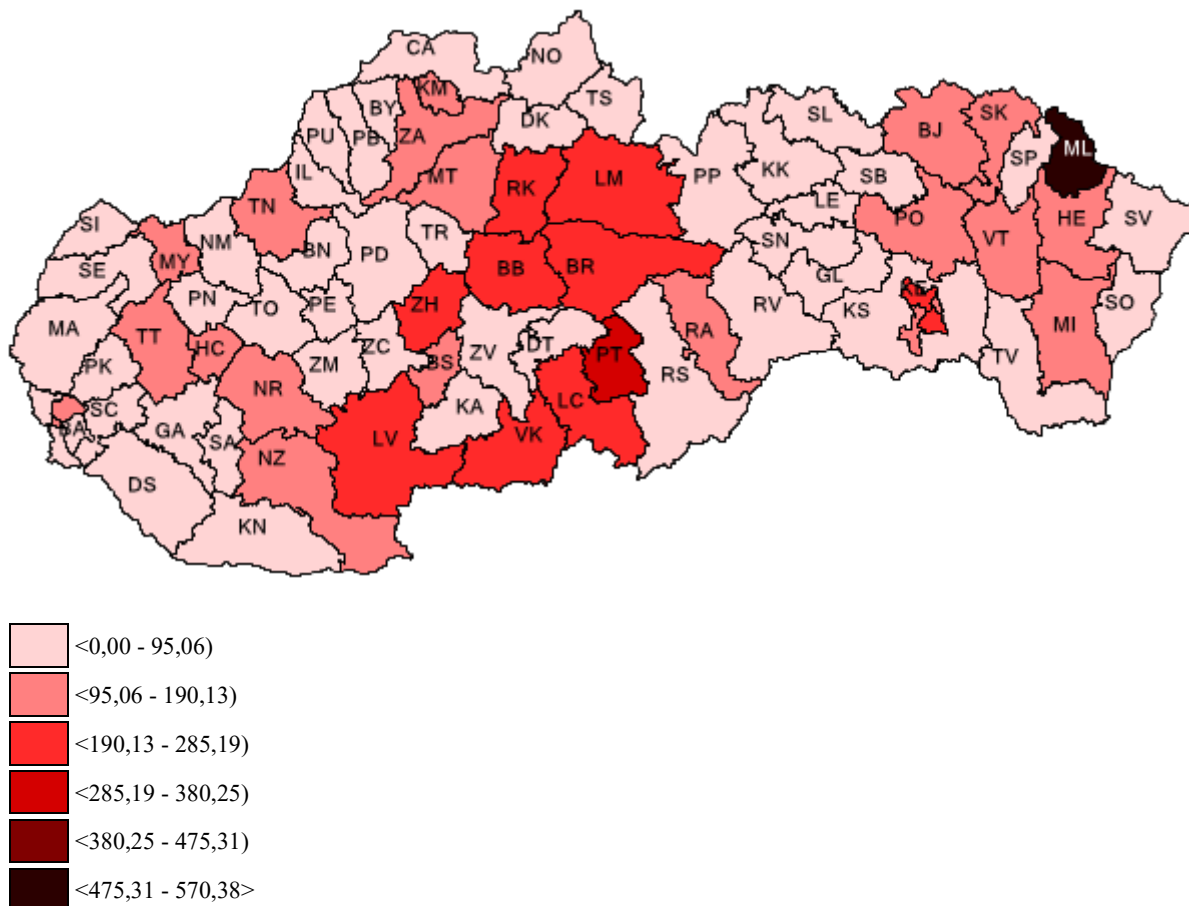 CA
NO
KM
BY
TS
PU
PB
ZA
DK
SL
BJ
SK
ML
SP
IL
MT
RK
LM
PP
KK
SB
LE
TN
SI
NM
MY
BN
PD
TR
PO
HE
SV
VT
SN
SE
BB
BR
GL
PN
TO
PE
ZH
RV
KS
KE
SO
MA
TT
HC
ZM
ZC
BS
ZV
DT
PT
RA
RS
MI
TV
PK
NR
SC
BA
GA
SA
LV
KA
LC
VK
NZ
DS
KN
<0,00 - 95,06)
<95,06 - 190,13)
<190,13 - 285,19)
<285,19 - 380,25)
<380,25 - 475,31)
<475,31 - 570,38>